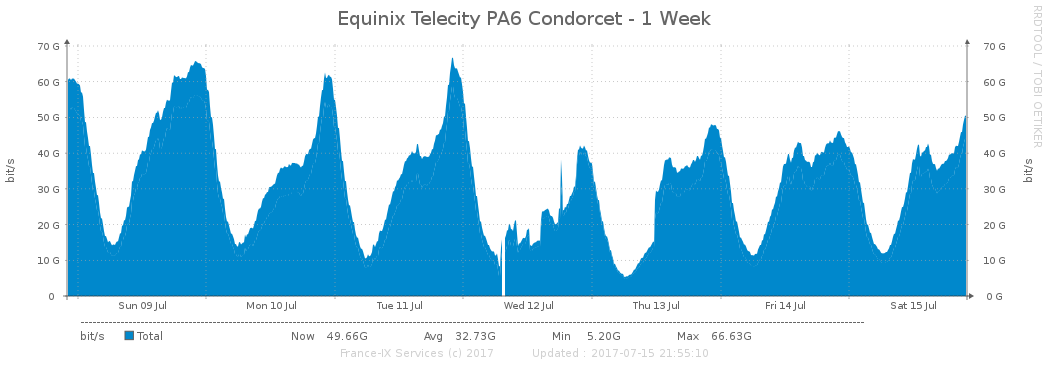 Equinix Telecity PA6 Condorcet - 1 Week
RRDTOOL / TOBI OETIKER
70 G 70 G
60 G 60 G
50 G 50 G
40 G 40 G
30 G 30 G
20 G 20 G
10 G 10 G
0 0 G
bit/s bit/s
Sun 09 Jul Mon 10 Jul Tue 11 Jul Wed 12 Jul Thu 13 Jul Fri 14 Jul Sat 15 Jul
bit/s Total Now 49.66G Avg 32.73G Min 5.20G Max 66.63G
France-IX Services (c) 2017 Updated : 2017-07-15 21:55:10